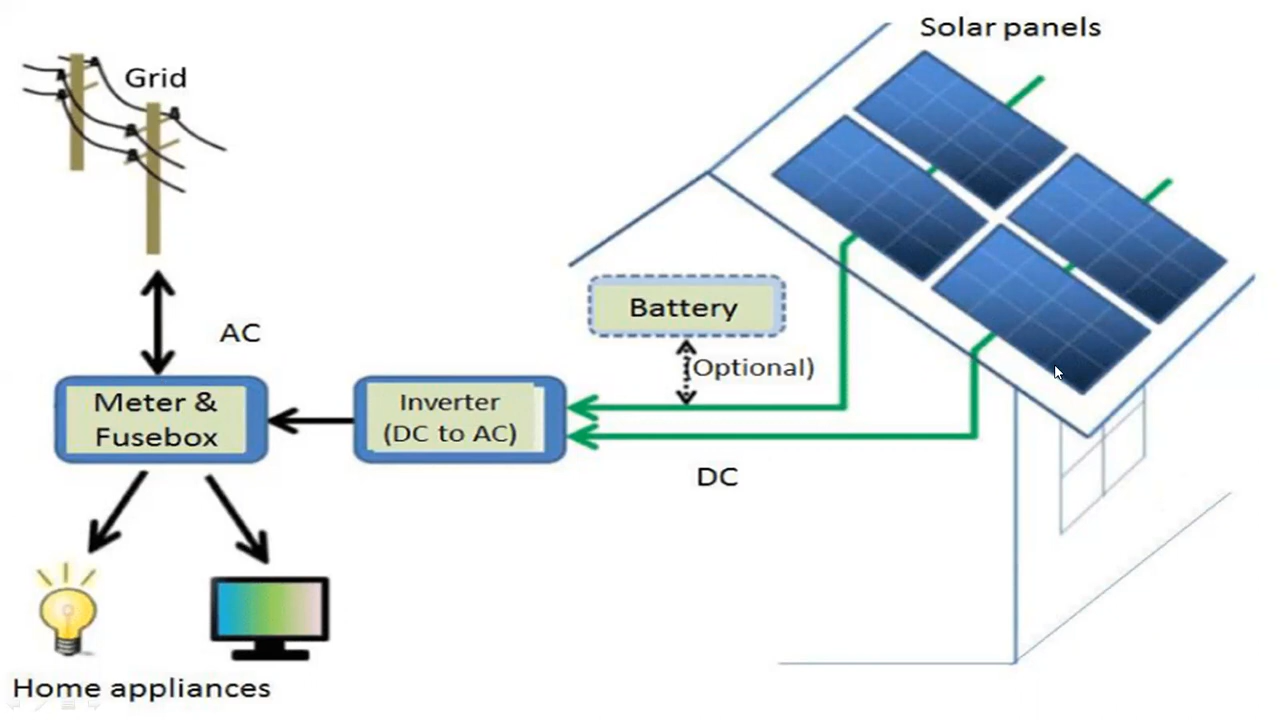 Solar panels
Grid
Battery
(Optional)
AC
Meter &
Fusebox
Inverter
(DC to AC)
DC
Home appliances